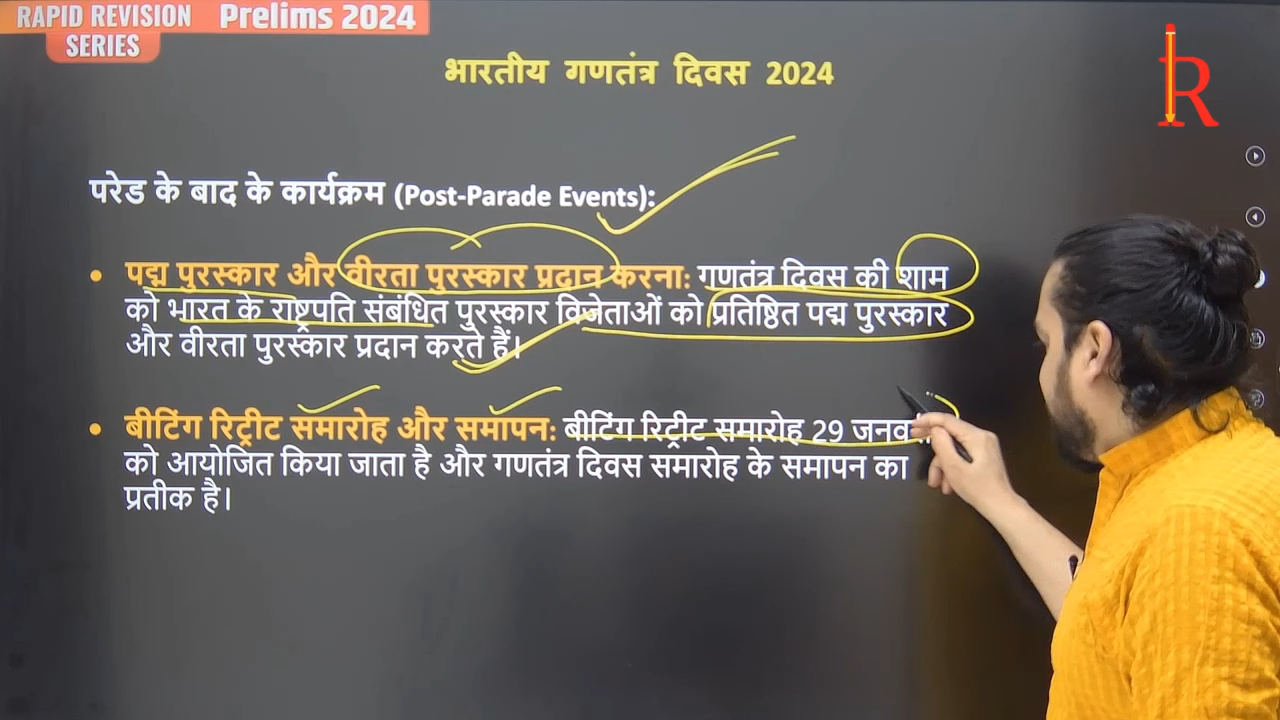 RAPID REVISION Prelims 2024
SERIES
भारतीय गणतंत्र दिवस 2024
R
परेड के बाद के कार्यक्रम (Post-Parade Events):
• पद्म पुरस्कार और वीरता पुरस्कार प्रदान करना: गणतंत्र दिवस की शाम
को भारत के राष्ट्रपति संबंधित पुरस्कार विजेताओं को प्रतिष्ठित पद्म पुरस्कार
और वीरता पुरस्कार प्रदान करते हैं।
• बीटिंग रिट्रीट समारोह और समापन: बीटिंग रिट्रीट समारोह 29
को आयोजित किया जाता है और गणतंत्र दिवस समारोह के समापन का
प्रतीक है।